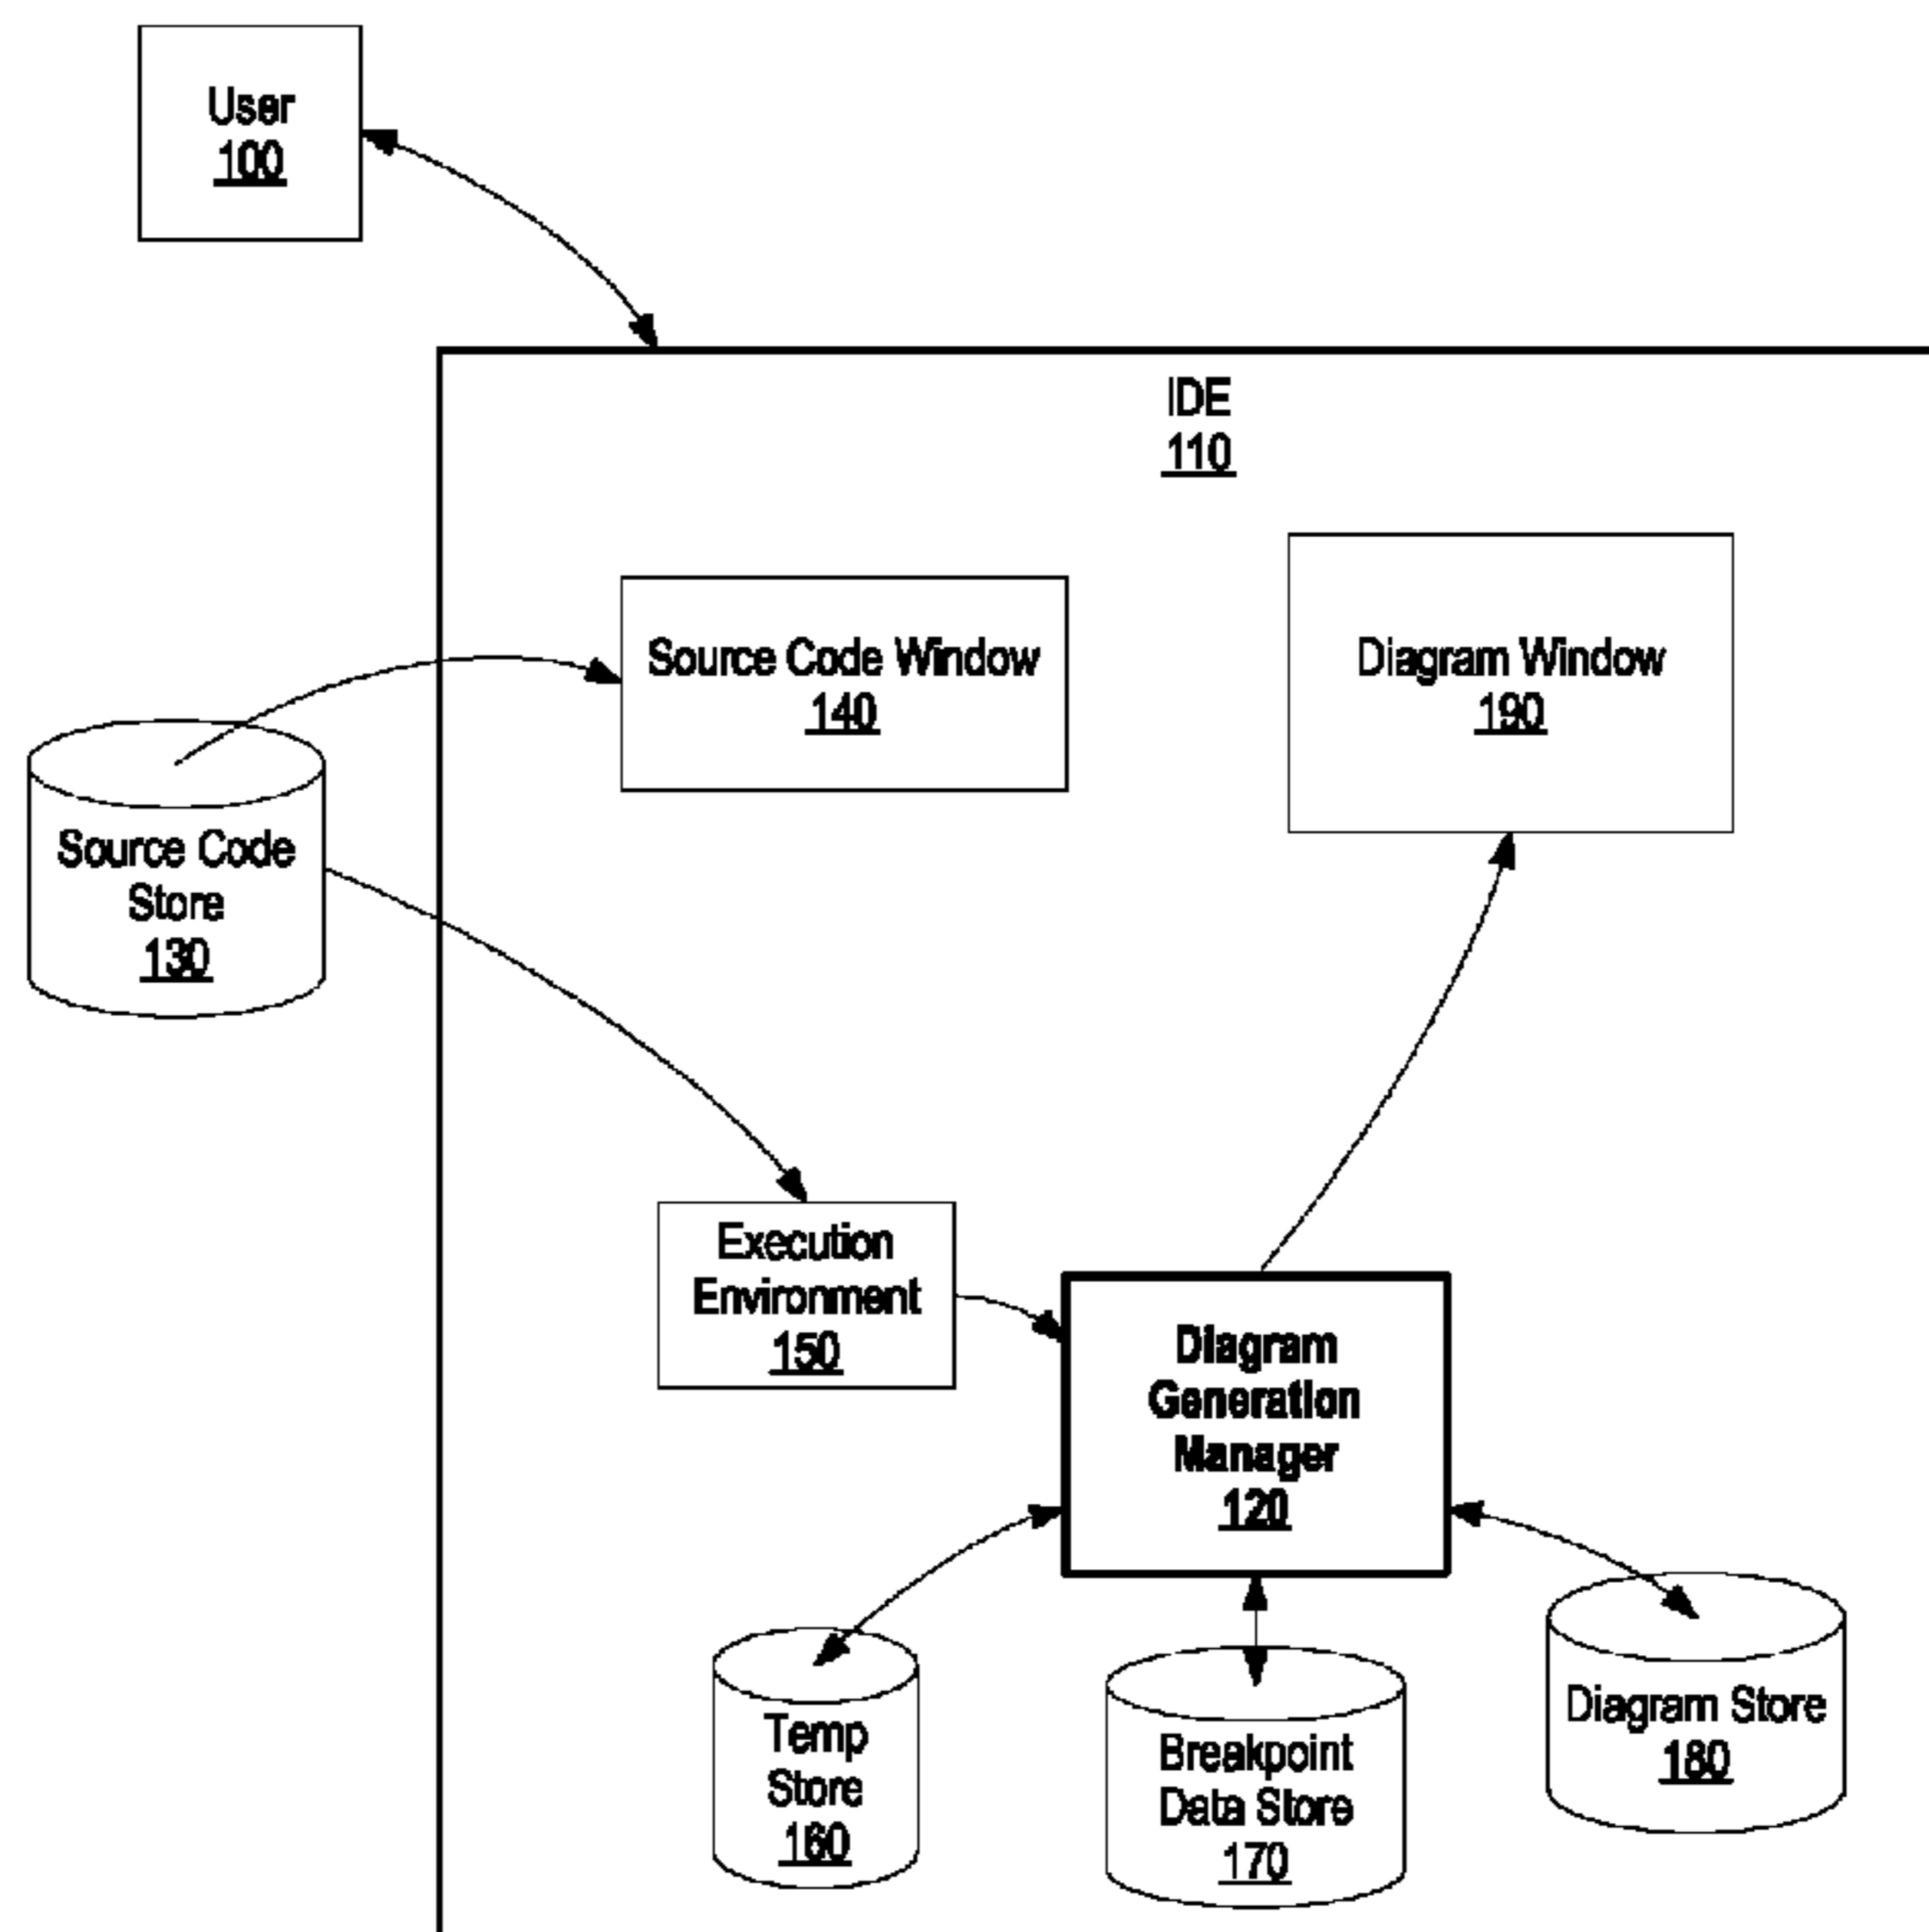 User
100
IDE
110
Source Code Window
140
Diagram Window
190
Source Code
Store
130
Execution
Environment
150
Diagram
Generation
Manager
120
Temp
Store
160
Breakpoint
Data Store
170
Diagram Store
180